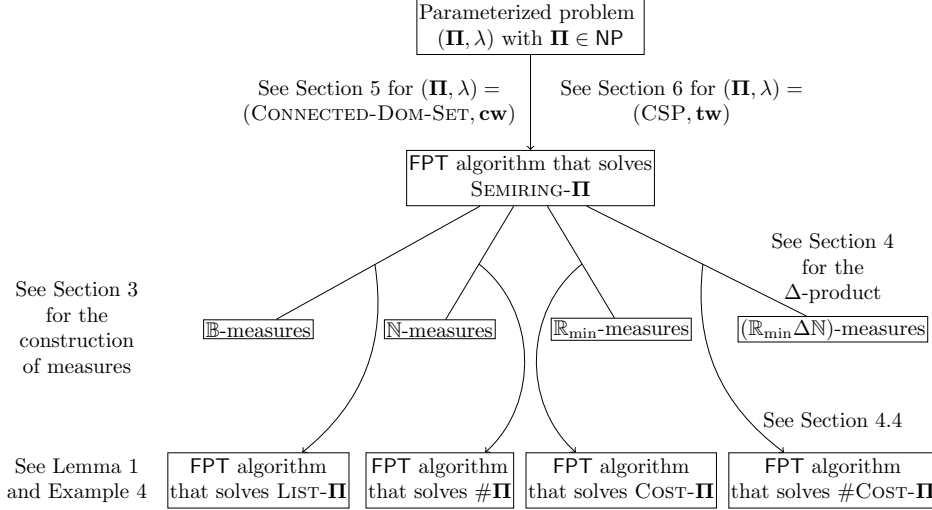 Parameterized problem
(Π, λ) with Π ∈ NP
See Section 5 for (Π, λ) =
(CONNECTED-DOM-SET, cw)
See Section 6 for (Π, λ) =
(CSP, tw)
FPT algorithm that solves
SEMIRING-Π
See Section 4
for the
Δ-product
See Section 3
for the
construction
of measures
𝔹-measures
ℕ-measures
ℝmin-measures
(ℝminΔℕ)-measures
See Section 4.4
See Lemma 1
and Example 4
FPT algorithm
that solves LIST-Π
FPT algorithm
that solves #Π
FPT algorithm
that solves COST-Π
FPT algorithm
that solves #COST-Π